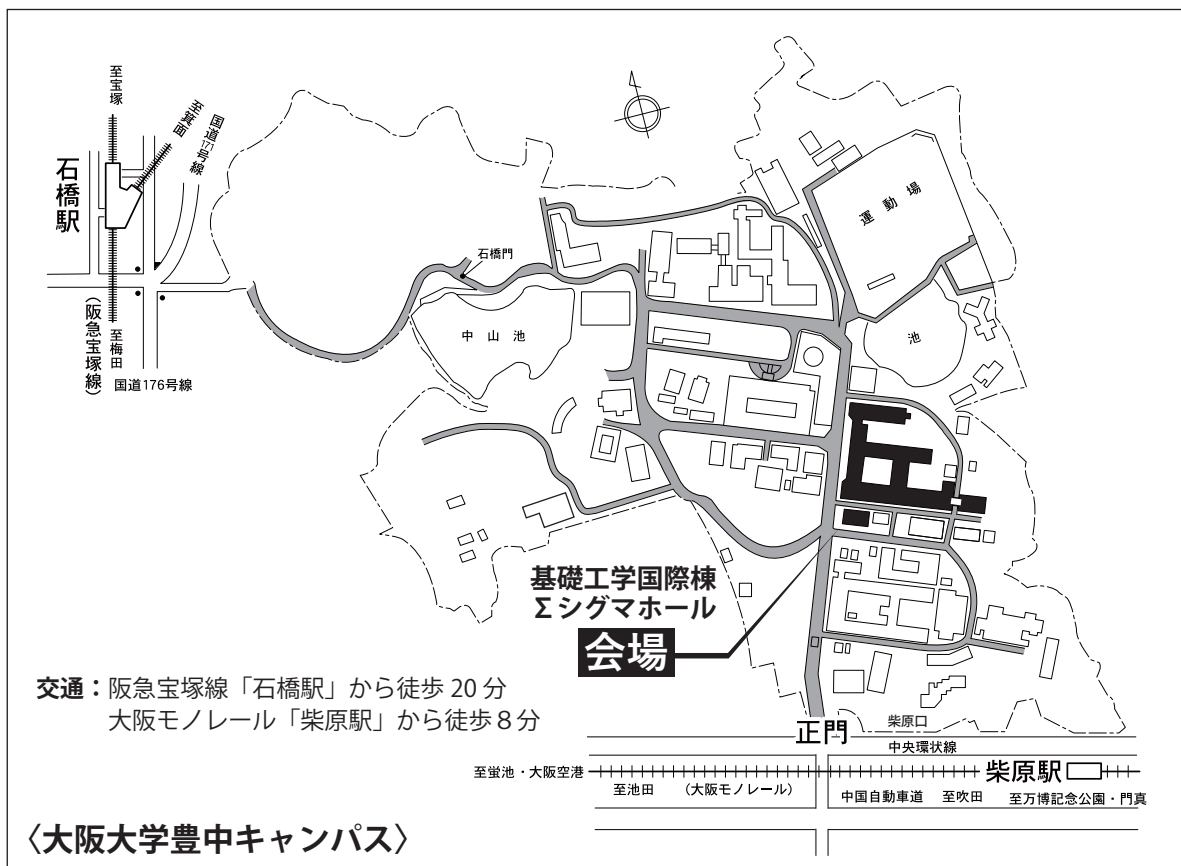 至宝塚
至箕面
国道171号線
石橋駅
(阪急宝塚線)
至梅田
国道176号線
石橋門
中山池
運動場
池
基礎工学国際棟
Σシグマホール
会場
交通：阪急宝塚線「石橋駅」から徒歩 20 分
大阪モノレール「柴原駅」から徒歩８分
正門
柴原口
中央環状線
至蛍池・大阪空港
柴原駅
至池田
(大阪モノレール)
中国自動車道
至吹田
至万博記念公園・門真
〈大阪大学豊中キャンパス〉